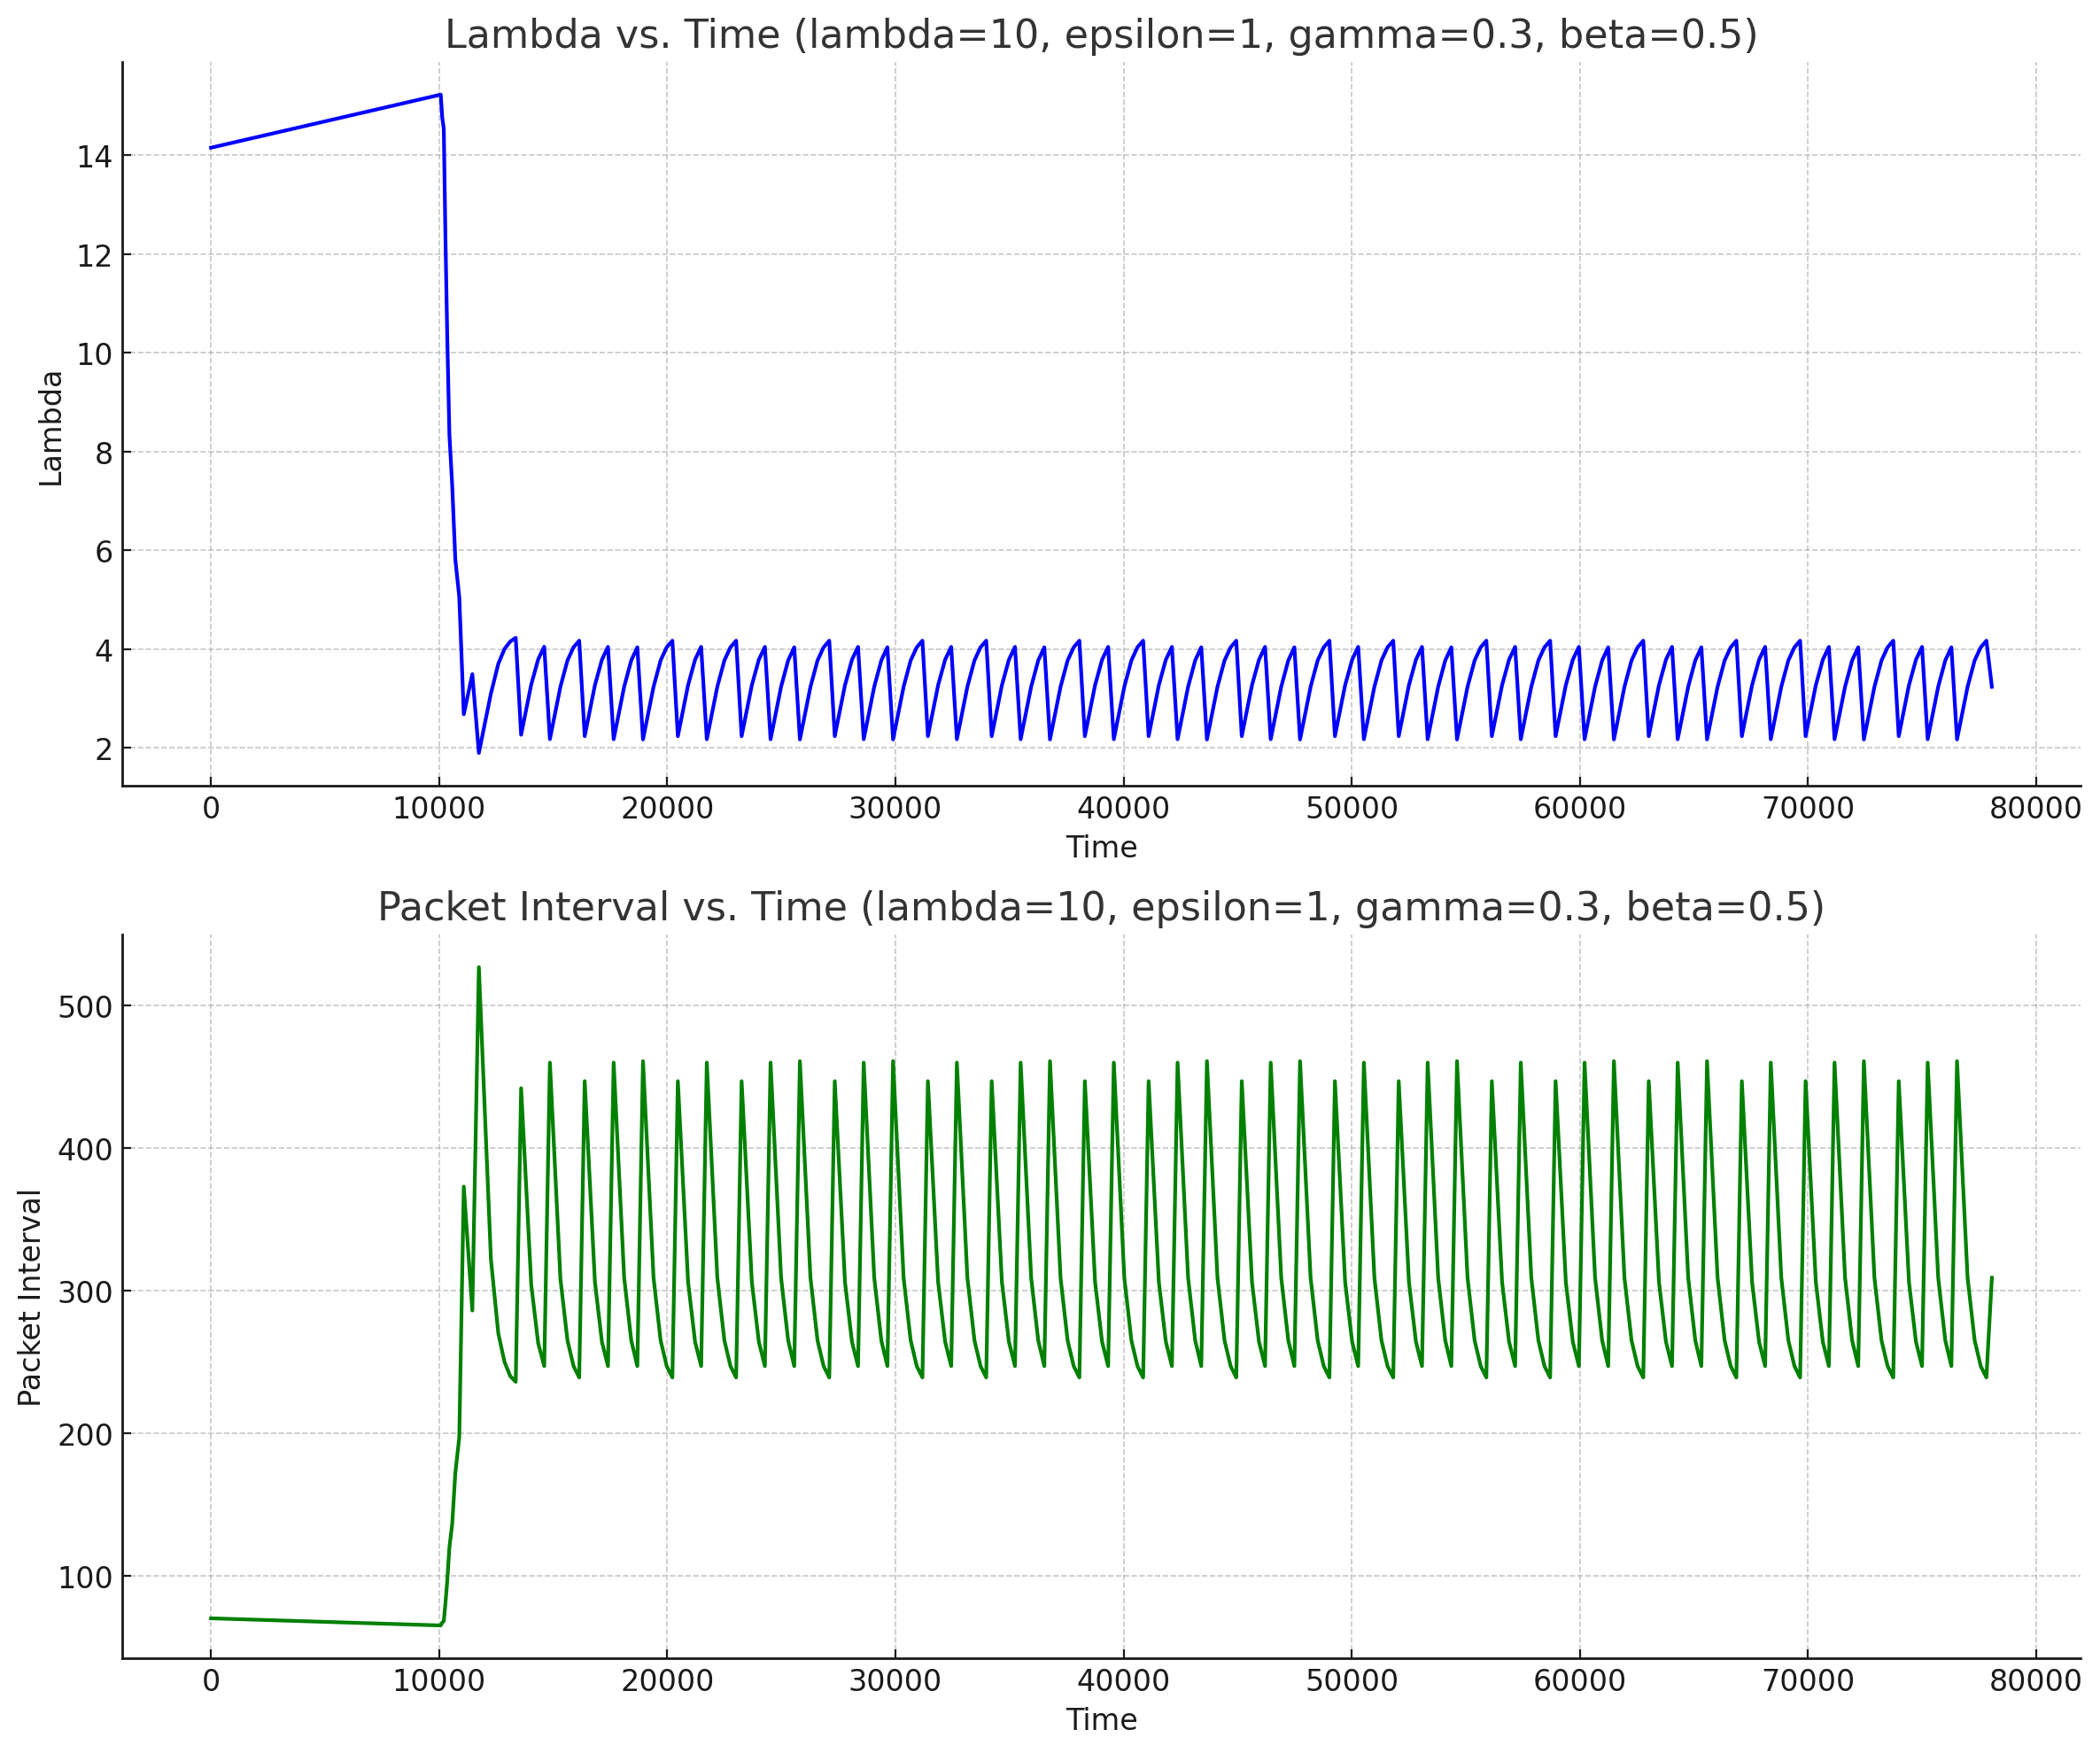 Lambda vs. Time (lambda=10, epsilon=1, gamma=0.3, beta=0.5)
14
12
10
8
6
4
2
Lambda
0 10000 20000 30000 40000 50000 60000 70000 80000
Time
Packet Interval vs. Time (lambda=10, epsilon=1, gamma=0.3, beta=0.5)
500
400
300
200
100
Packet Interval
0 10000 20000 30000 40000 50000 60000 70000 80000
Time